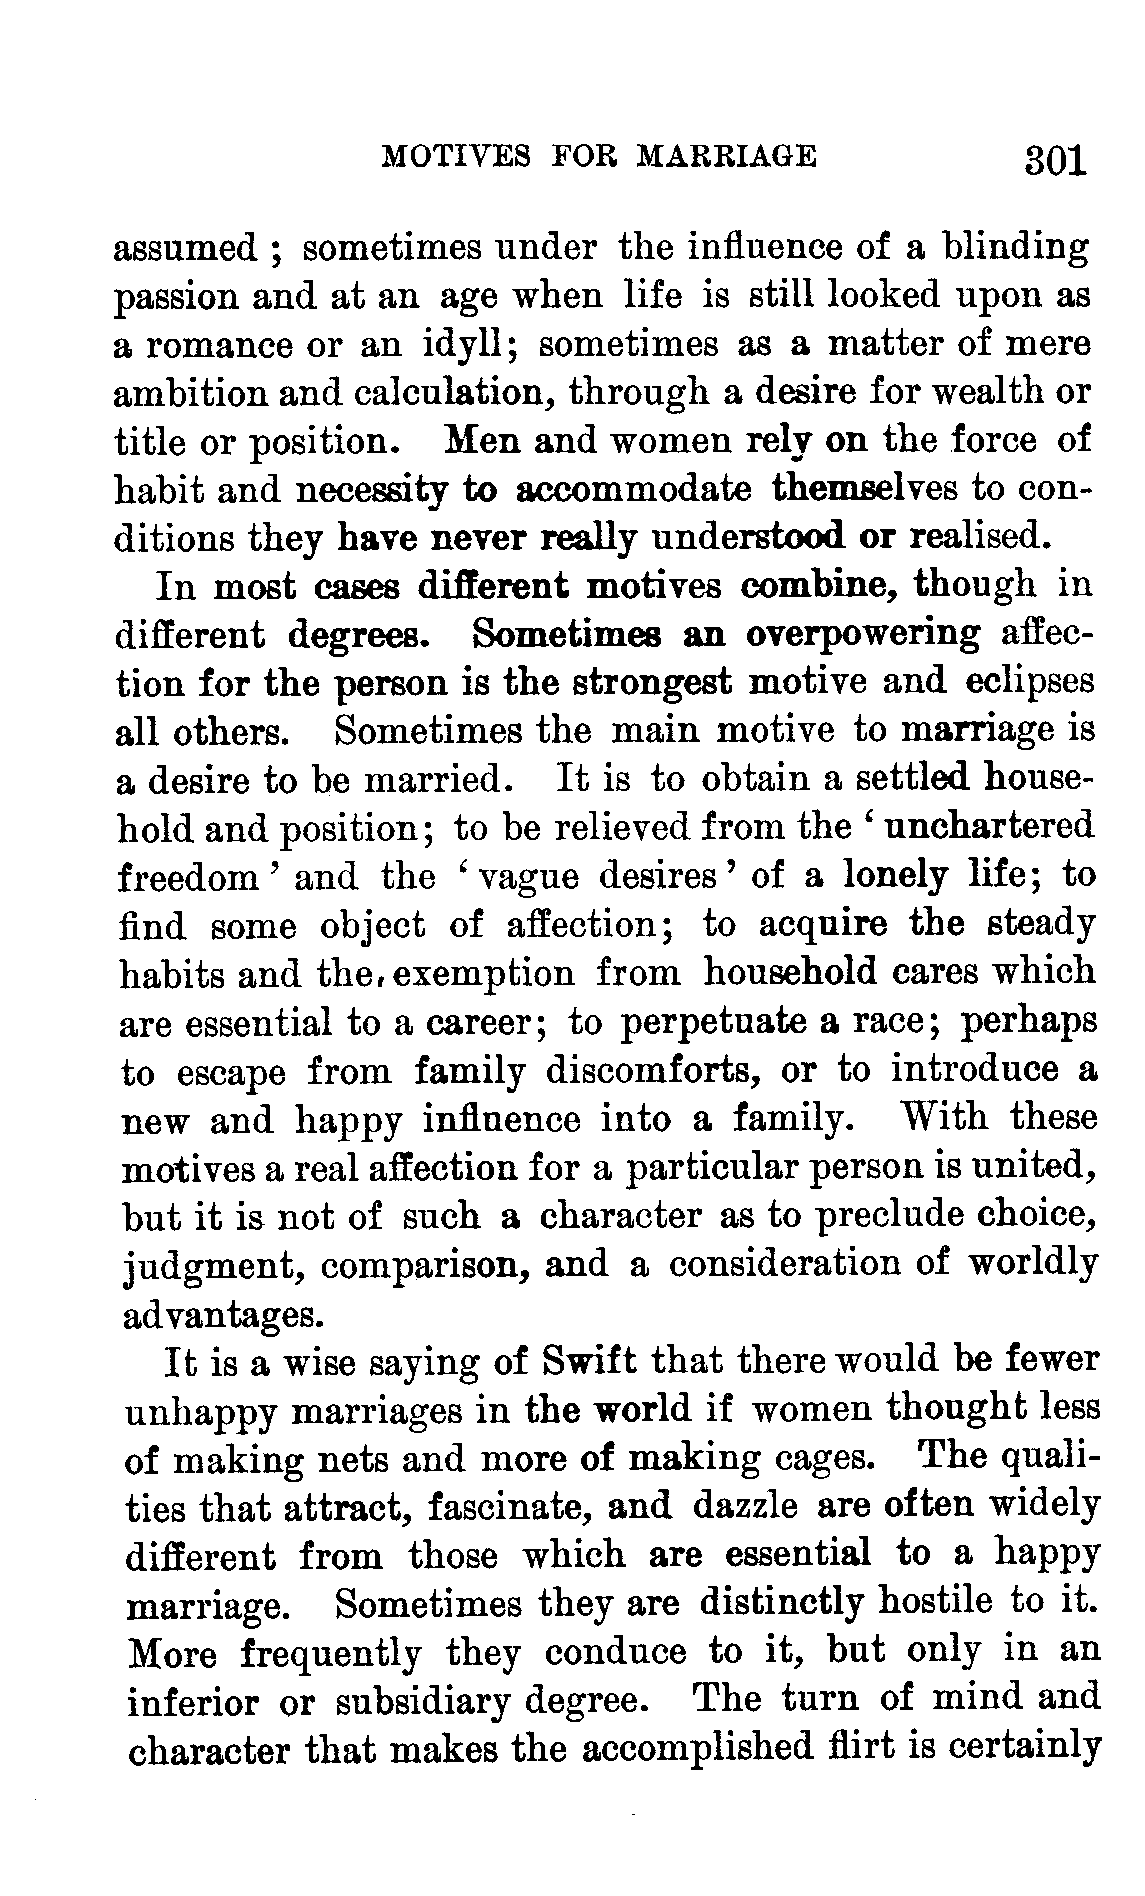 MOTIVES FOR MARRIAGE 301
assumed ; sometimes under the influence of a blinding
passion and at an age when life is still looked upon as
a romance or an idyll; sometimes as a matter of mere
ambition and calculation, through a desire for wealth or
title or position. Men and women rely on the force of
habit and necessity to accommodate themselves to con-
ditions they have never really understood or realised.
In most cases different motives combine, though in
different degrees. Sometimes an overpowering affec-
tion for the person is the strongest motive and eclipses
all others. Sometimes the main motive to marriage is
a desire to be married. It is to obtain a settled house-
hold and position; to be relieved from the ‘ unchartered
freedom ’ and the ‘ vague desires ’ of a lonely life; to
find some object of affection; to acquire the steady
habits and the exemption from household cares which
are essential to a career; to perpetuate a race; perhaps
to escape from family discomforts, or to introduce a
new and happy influence into a family. With these
motives a real affection for a particular person is united,
but it is not of such a character as to preclude choice,
judgment, comparison, and a consideration of worldly
advantages.
It is a wise saying of Swift that there would be fewer
unhappy marriages in the world if women thought less
of making nets and more of making cages. The quali-
ties that attract, fascinate, and dazzle are often widely
different from those which are essential to a happy
marriage. Sometimes they are distinctly hostile to it.
More frequently they conduce to it, but only in an
inferior or subsidiary degree. The turn of mind and
character that makes the accomplished flirt is certainly